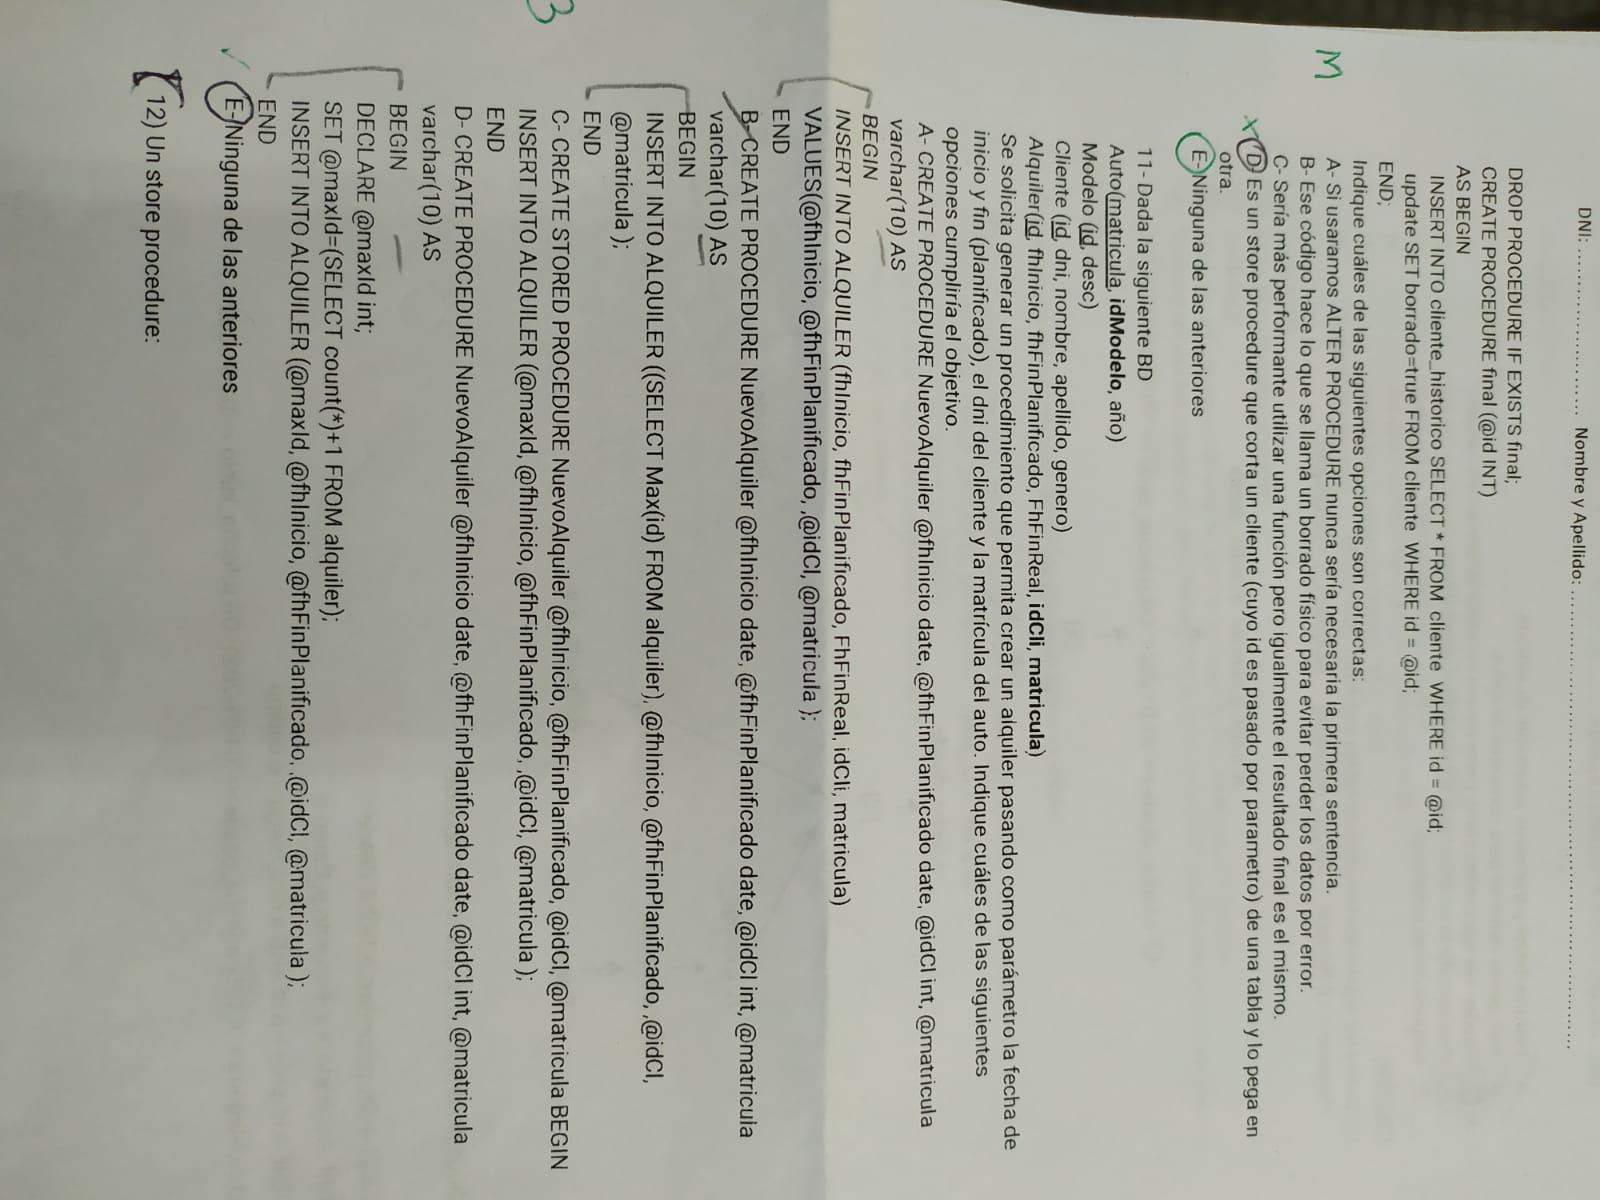 DNI: ........................ Nombre y Apellido: ..............................................................
DROP PROCEDURE IF EXISTS final;
CREATE PROCEDURE final (@id INT)
AS BEGIN
INSERT INTO cliente_historico SELECT * FROM cliente WHERE id = @id;
update SET borrado=true FROM cliente WHERE id = @id;
END;
M
Indique cuáles de las siguientes opciones son correctas:
A- Si usaramos ALTER PROCEDURE nunca sería necesaria la primera sentencia.
B- Ese código hace lo que se llama un borrado físico para evitar perder los datos por error.
C- Sería más performante utilizar una función pero igualmente el resultado final es el mismo.
X D- Es un store procedure que corta un cliente (cuyo id es pasado por parametro) de una tabla y lo pega en
otra.
E- Ninguna de las anteriores
11- Dada la siguiente BD
Auto(matricula, idModelo, año)
Modelo (id, desc)
Cliente (id, dni, nombre, apellido, genero)
Alquiler(id, fhInicio, fhFinPlanificado, FhFinReal, idCli, matricula)
Se solicita generar un procedimiento que permita crear un alquiler pasando como parámetro la fecha de
inicio y fin (planificado), el dni del cliente y la matrícula del auto. Indique cuáles de las siguientes
opciones cumpliría el objetivo.
A- CREATE PROCEDURE NuevoAlquiler @fhInicio date, @fhFinPlanificado date, @idCl int, @matricula
varchar(10) AS
BEGIN
INSERT INTO ALQUILER (fhInicio, fhFinPlanificado, FhFinReal, idCli, matricula)
VALUES(@fhInicio, @fhFinPlanificado, ,@idCl, @matricula );
END
B- CREATE PROCEDURE NuevoAlquiler @fhInicio date, @fhFinPlanificado date, @idCl int, @matricula
varchar(10) AS
BEGIN
INSERT INTO ALQUILER ((SELECT Max(id) FROM alquiler), @fhInicio, @fhFinPlanificado, ,@idCl,
@matricula );
END
B
C- CREATE STORED PROCEDURE NuevoAlquiler @fhInicio, @fhFinPlanificado, @idCl, @matricula BEGIN
INSERT INTO ALQUILER (@maxId, @fhInicio, @fhFinPlanificado, ,@idCl, @matricula );
END
D- CREATE PROCEDURE NuevoAlquiler @fhInicio date, @fhFinPlanificado date, @idCl int, @matricula
varchar(10) AS
BEGIN
DECLARE @maxId int;
SET @maxId=(SELECT count(*)+1 FROM alquiler);
INSERT INTO ALQUILER (@maxId, @fhInicio, @fhFinPlanificado, ,@idCl, @matricula );
END
✓ E- Ninguna de las anteriores
12) Un store procedure: